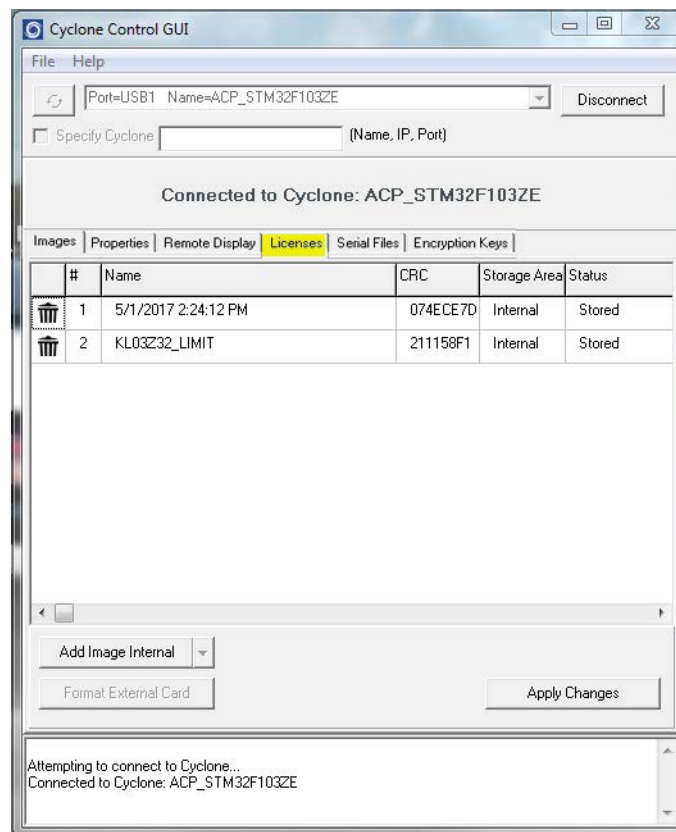 Cyclone Control GUI
File Help
Port=USB1 Name=ACP_STM32F103ZE
Disconnect
Specify Cyclone (Name, IP, Port)
Connected to Cyclone: ACP_STM32F103ZE
Images Properties Remote Display Licenses Serial Files Encryption Keys
# Name CRC Storage Area Status
1 5/1/2017 2:24:12 PM 074ECE7D Internal Stored
2 KL03Z32_LIMIT 211158F1 Internal Stored
Add Image Internal
Format External Card Apply Changes
Attempting to connect to Cyclone...
Connected to Cyclone: ACP_STM32F103ZE